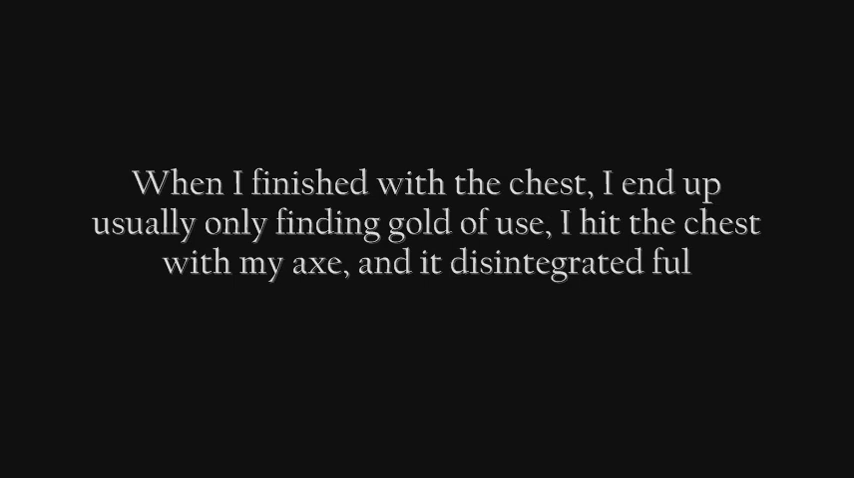 When I finished with the chest, I end up
usually only finding gold of use, I hit the chest
with my axe, and it disintegrated ful